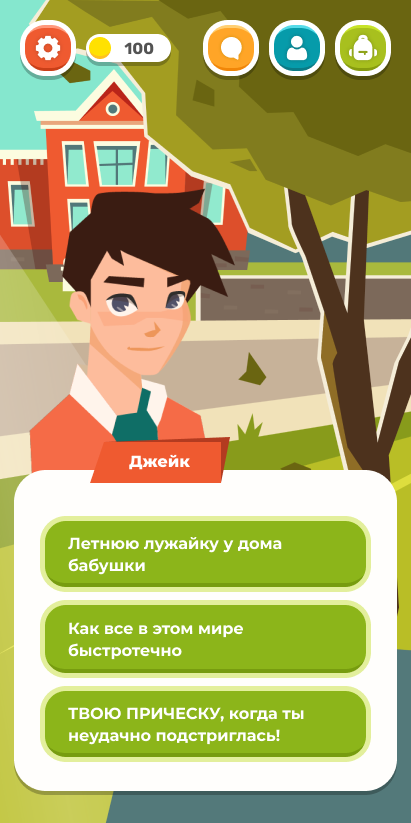 100
Джейк
Летнюю лужайку у дома
бабушки
Как все в этом мире
быстротечно
ТВОЮ ПРИЧЕСКУ, когда ты
неудачно подстриглась!